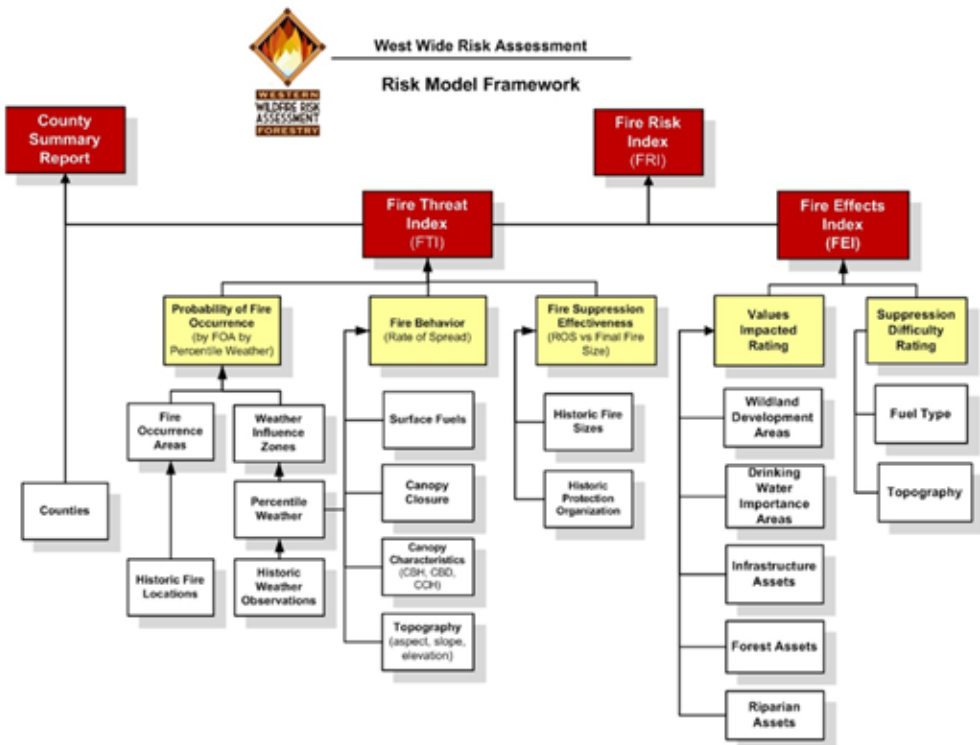 West Wide Risk Assessment
Risk Model Framework
WESTERN
WILDFIRE RISK
ASSESSMENT
FORESTRY
County
Summary
Report
Fire Risk
Index
(FRI)
Fire Threat
Index
(FTI)
Fire Effects
Index
(FEI)
Probability of Fire
Occurrence
(by FOA by
Percentile Weather)
Fire Behavior
(Rate of Spread)
Fire Suppression
Effectiveness
(ROS vs Final Fire
Size)
Values
Impacted
Rating
Suppression
Difficulty
Rating
Fire
Occurrence
Areas
Weather
Influence
Zones
Surface Fuels
Historic Fire
Sizes
Wildland
Development
Areas
Fuel Type
Counties
Percentile
Weather
Canopy
Closure
Historic
Protection
Organization
Drinking
Water
Importance
Areas
Topography
Historic Fire
Locations
Historic
Weather
Observations
Canopy
Characteristics
(CBH, CBD,
CCH)
Infrastructure
Assets
Topography
(aspect, slope,
elevation)
Forest Assets
Riparian
Assets